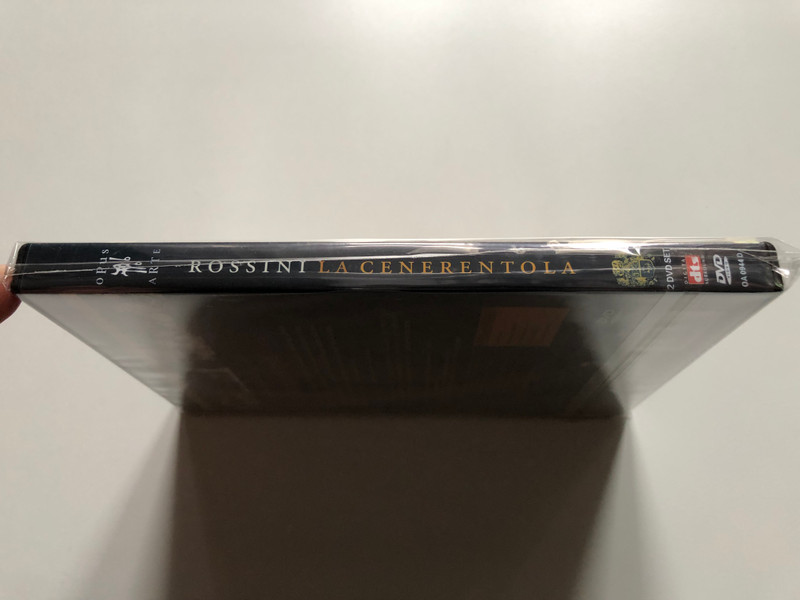 opus
ARTE
ROSSINI LA CENERENTOLA
2 DVD SET
dts
DVD